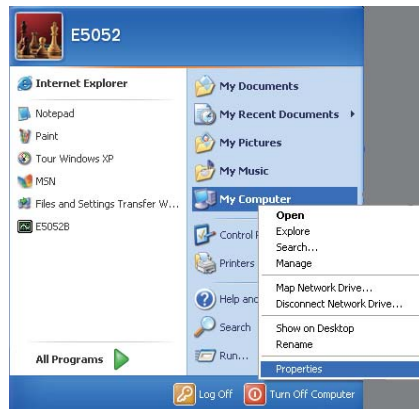 E5052
Internet Explorer
Notepad
Paint
Tour Windows XP
MSN
Files and Settings Transfer W...
E5052B
All Programs
My Documents
My Recent Documents
My Pictures
My Music
My Computer
Control
Printers
Help and
Search
Run...
Open
Explore
Search...
Manage
Map Network Drive...
Disconnect Network Drive...
Show on Desktop
Rename
Properties
Log Off
Turn Off Computer